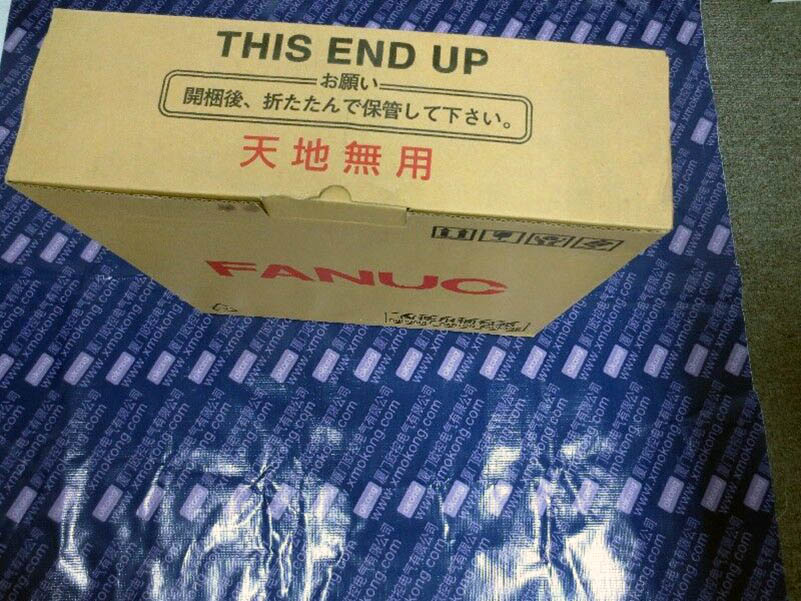 THIS END UP
お願い
開梱後、折たたんで保管して下さい。
天地無用
FANUC
www.xmokong.com